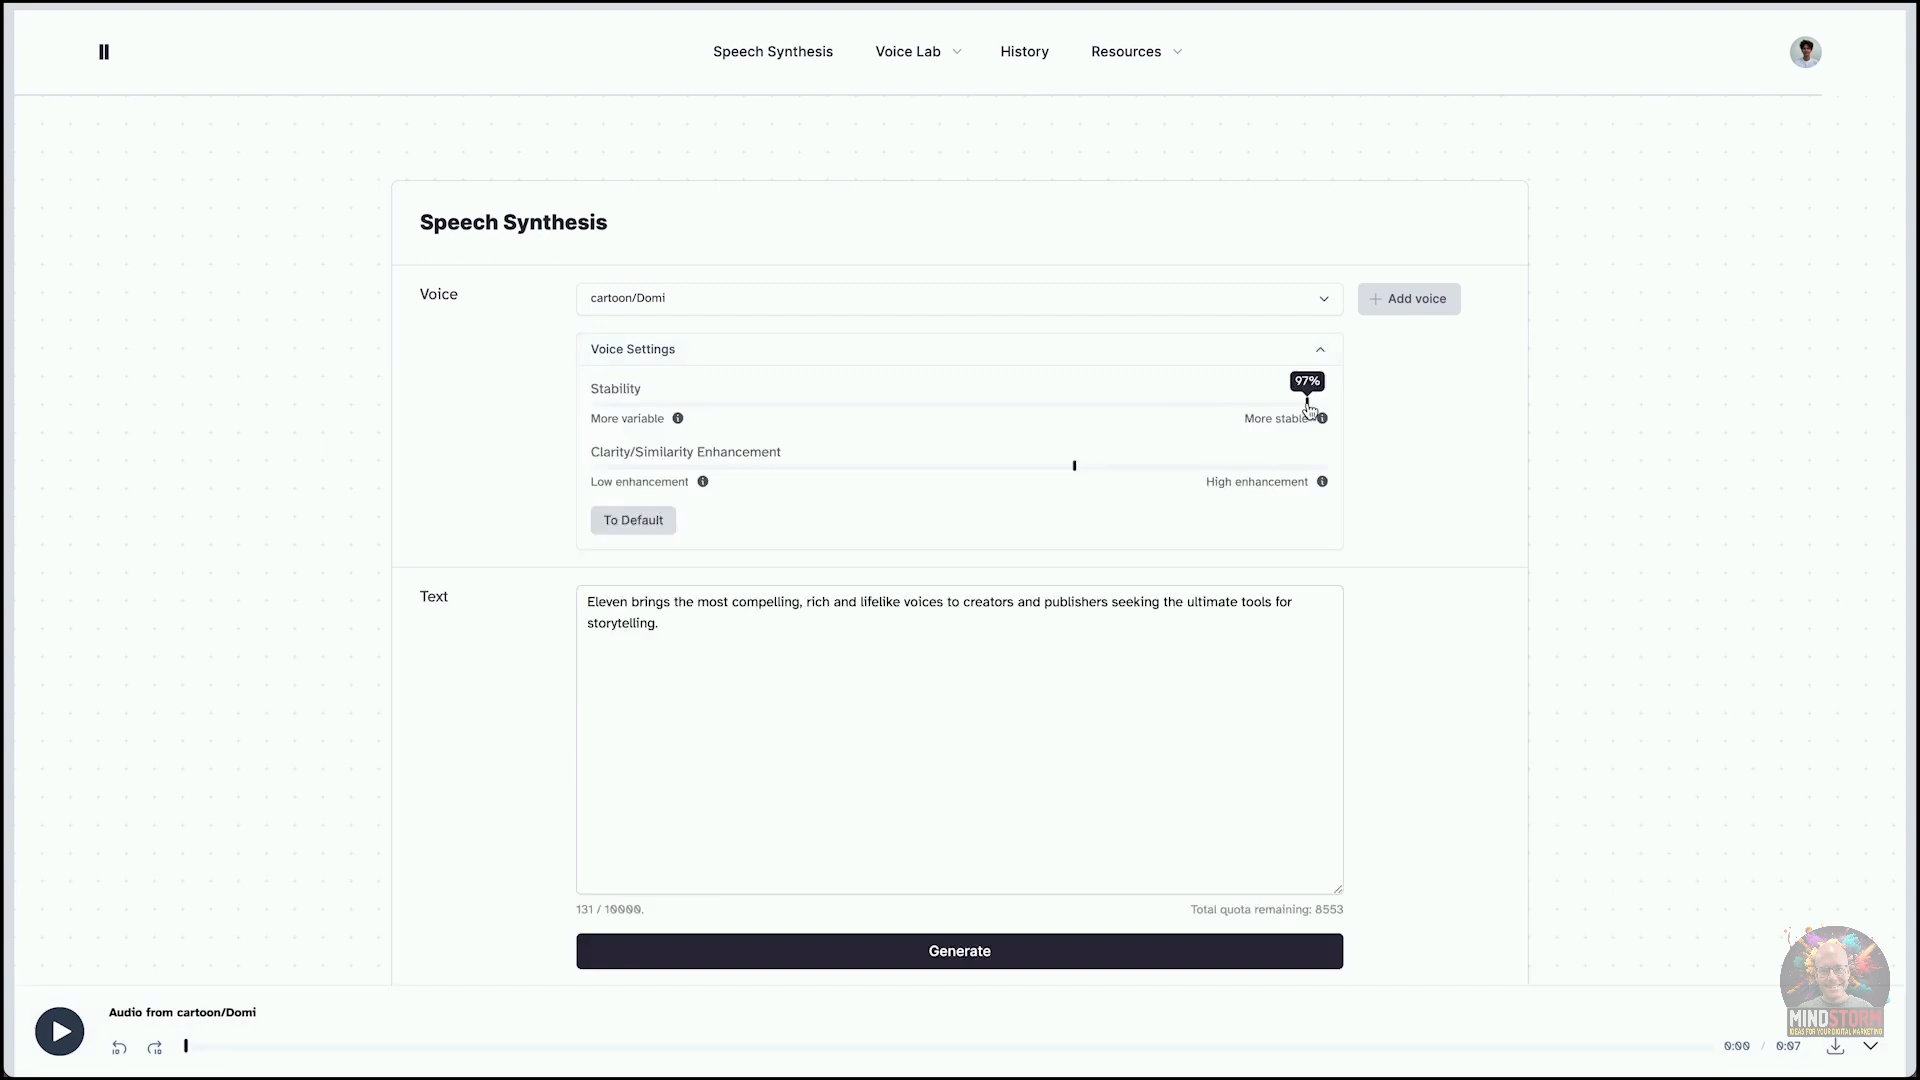 Speech Synthesis
Voice Lab
History
Resources
Speech Synthesis
Voice
cartoon/Domi
Add voice
Voice Settings
Stability
97%
More variable
More stable
Clarity/Similarity Enhancement
Low enhancement
High enhancement
To Default
Text
Eleven brings the most compelling, rich and lifelike voices to creators and publishers seeking the ultimate tools for
storytelling.
131 / 10000.
Total quota remaining: 8553
Generate
Audio from cartoon/Domi
10
10
0:00 / 0:07
MINDSTORM
IDEAS FOR YOUR DIGITAL MARKETING